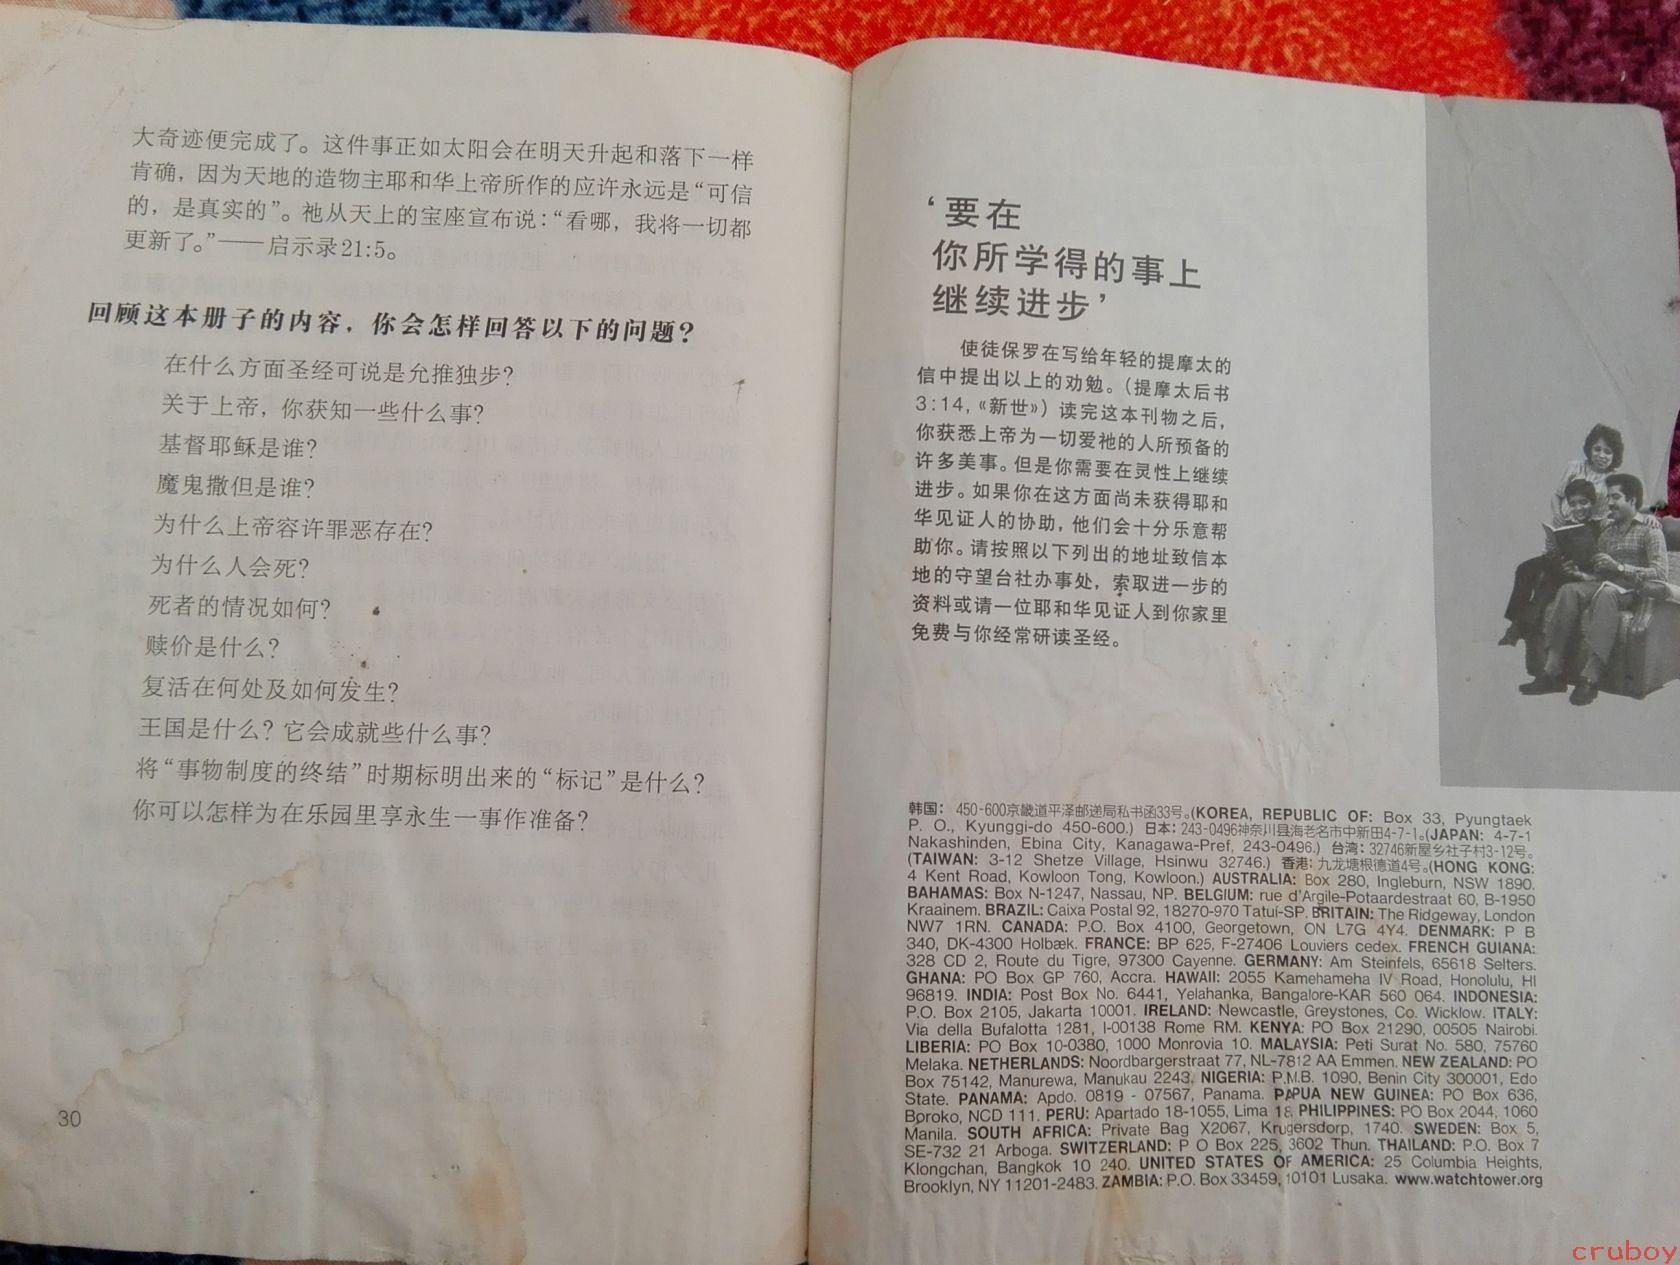 大奇迹便完成了。这件事正如太阳会在明天升起和落下一样
肯确，因为天地的造物主耶和华上帝所作的应许永远是“可信
的，是真实的”。祂从天上的宝座宣布说：“看哪，我将一切都
更新了。”——启示录21:5。
回顾这本册子的内容，你会怎样回答以下的问题？
在什么方面圣经可说是允推独步？
关于上帝，你获知一些什么事？
基督耶稣是谁？
魔鬼撒但是谁？
为什么上帝容许罪恶存在？
为什么人会死？
死者的情况如何？
赎价是什么？
复活在何处及如何发生？
王国是什么？它会成就些什么事？
将“事物制度的终结”时期标明出来的“标记”是什么？
你可以怎样为在乐园里享永生一事作准备？
30
‘要在
你所学得的事上
继续进步’
使徒保罗在写给年轻的提摩太的
信中提出以上的劝勉。（提摩太后书
3:14，《新世》）读完这本刊物之后，
你获悉上帝为一切爱祂的人所预备的
许多美事。但是你需要在灵性上继续
进步。如果你在这方面尚未获得耶和
华见证人的协助，他们会十分乐意帮
助你。请按照以下列出的地址致信本
地的守望台社办事处，索取进一步的
资料或请一位耶和华见证人到你家里
免费与你经常研读圣经。
韩国： 450-600京畿道平泽邮递局私书函33号。(KOREA, REPUBLIC OF: Box 33, Pyungtaek
P. O., Kyunggi-do 450-600.) 日本：243-0496神奈川县海老名市中新田4-7-1。(JAPAN: 4-7-1
Nakashinden, Ebina City, Kanagawa-Pref, 243-0496.) 台湾：32746新屋乡社子村3-12号。
(TAIWAN: 3-12 Shetze Village, Hsinwu 32746.) 香港：九龙塘根德道4号。(HONG KONG:
4 Kent Road, Kowloon Tong, Kowloon.) AUSTRALIA: Box 280, Ingleburn, NSW 1890.
BAHAMAS: Box N-1247, Nassau, NP. BELGIUM: rue d'Argile-Potaardestraat 60, B-1950
Kraainem. BRAZIL: Caixa Postal 92, 18270-970 Tatuí-SP. BRITAIN: The Ridgeway, London
NW7 1RN. CANADA: P.O. Box 4100, Georgetown, ON L7G 4Y4. DENMARK: P B
340, DK-4300 Holbæk. FRANCE: BP 625, F-27406 Louviers cedex. FRENCH GUIANA:
328 CD 2, Route du Tigre, 97300 Cayenne. GERMANY: Am Steinfels, 65618 Selters.
GHANA: PO Box GP 760, Accra. HAWAII: 2055 Kamehameha IV Road, Honolulu, HI
96819. INDIA: Post Box No. 6441, Yelahanka, Bangalore-KAR 560 064. INDONESIA:
P.O. Box 2105, Jakarta 10001. IRELAND: Newcastle, Greystones, Co. Wicklow. ITALY:
Via della Bufalotta 1281, I-00138 Rome RM. KENYA: PO Box 21290, 00505 Nairobi.
LIBERIA: PO Box 10-0380, 1000 Monrovia 10. MALAYSIA: Peti Surat No. 580, 75760
Melaka. NETHERLANDS: Noordbargerstraat 77, NL-7812 AA Emmen. NEW ZEALAND: PO
Box 75142, Manurewa, Manukau 2243. NIGERIA: P.M.B. 1090, Benin City 300001, Edo
State. PANAMA: Apdo. 0819 - 07567, Panama. PAPUA NEW GUINEA: PO Box 636,
Boroko, NCD 111. PERU: Apartado 18-1055, Lima 18. PHILIPPINES: PO Box 2044, 1060
Manila. SOUTH AFRICA: Private Bag X2067, Krugersdorp, 1740. SWEDEN: Box 5,
SE-732 21 Arboga. SWITZERLAND: P O Box 225, 3602 Thun. THAILAND: P.O. Box 7
Klongchan, Bangkok 10 240. UNITED STATES OF AMERICA: 25 Columbia Heights,
Brooklyn, NY 11201-2483. ZAMBIA: P.O. Box 33459, 10101 Lusaka. www.watchtower.org
cruboy